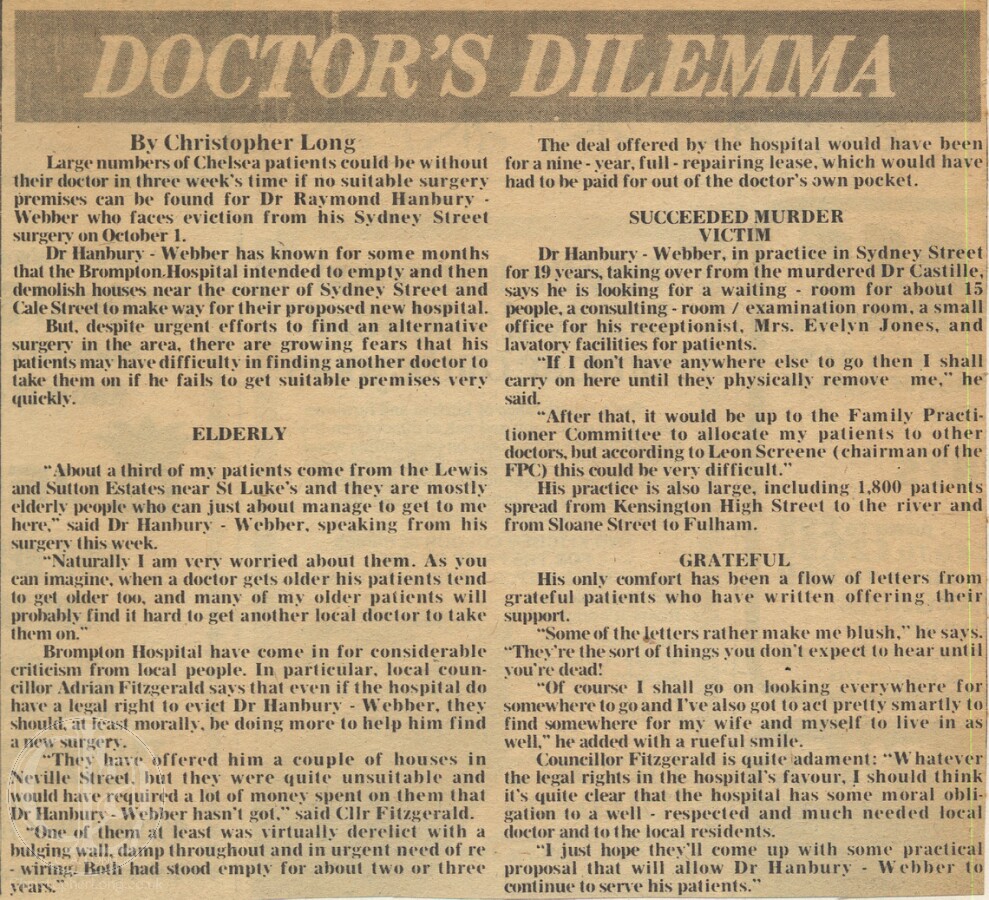 DOCTOR'S DILEMMA
By Christopher Long
Large numbers of Chelsea patients could be without
their doctor in three week's time if no suitable surgery
premises can be found for Dr Raymond Hanbury -
Webber who faces eviction from his Sydney Street
surgery on October 1.
Dr Hanbury - Webber has known for some months
that the Brompton Hospital intended to empty and then
demolish houses near the corner of Sydney Street and
Cale Street to make way for their proposed new hospital.
But, despite urgent efforts to find an alternative
surgery in the area, there are growing fears that his
patients may have difficulty in finding another doctor to
take them on if he fails to get suitable premises very
quickly.
ELDERLY
"About a third of my patients come from the Lewis
and Sutton Estates near St Luke's and they are mostly
elderly people who can just about manage to get to me
here," said Dr Hanbury - Webber, speaking from his
surgery this week.
"Naturally I am very worried about them. As you
can imagine, when a doctor gets older his patients tend
to get older too, and many of my older patients will
probably find it hard to get another local doctor to take
them on."
Brompton Hospital have come in for considerable
criticism from local people. In particular, local coun-
cillor Adrian Fitzgerald says that even if the hospital do
have a legal right to evict Dr Hanbury - Webber, they
should, at least morally, be doing more to help him find
a new surgery.
"They have offered him a couple of houses in
Neville Street, but they were quite unsuitable and
would have required a lot of money spent on them that
Dr Hanbury - Webber hasn't got," said Cllr Fitzgerald.
"One of them at least was virtually derelict with a
bulging wall, damp throughout and in urgent need of re
- wiring. Both had stood empty for about two or three
years."
The deal offered by the hospital would have been
for a nine - year, full - repairing lease, which would have
had to be paid for out of the doctor's own pocket.
SUCCEEDED MURDER
VICTIM
Dr Hanbury - Webber, in practice in Sydney Street
for 19 years, taking over from the murdered Dr Castille,
says he is looking for a waiting - room for about 15
people, a consulting - room / examination room, a small
office for his receptionist, Mrs. Evelyn Jones, and
lavatory facilities for patients.
"If I don't have anywhere else to go then I shall
carry on here until they physically remove me," he
said.
"After that, it would be up to the Family Practi-
tioner Committee to allocate my patients to other
doctors, but according to Leon Screene (chairman of the
FPC) this could be very difficult."
His practice is also large, including 1,800 patients
spread from Kensington High Street to the river and
from Sloane Street to Fulham.
GRATEFUL
His only comfort has been a flow of letters from
grateful patients who have written offering their
support.
"Some of the letters rather make me blush," he says.
"They're the sort of things you don't expect to hear until
you're dead!
"Of course I shall go on looking everywhere for
somewhere to go and I've also got to act pretty smartly to
find somewhere for my wife and myself to live in as
well," he added with a rueful smile.
Councillor Fitzgerald is quite adament: "Whatever
the legal rights in the hospital's favour, I should think
it's quite clear that the hospital has some moral obli-
gation to a well - respected and much needed local
doctor and to the local residents.
"I just hope they'll come up with some practical
proposal that will allow Dr Hanbury - Webber to
continue to serve his patients."